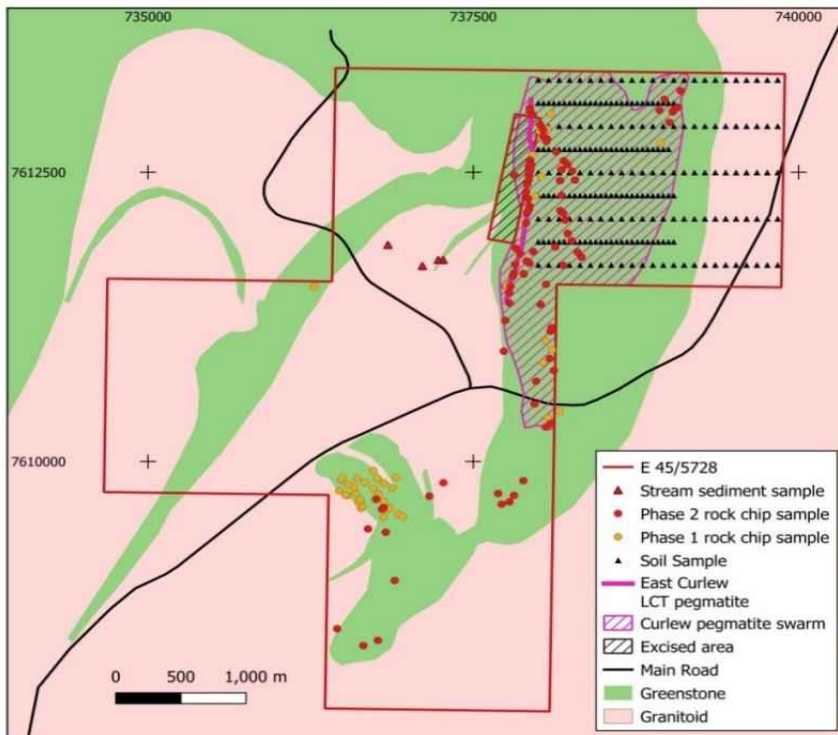 735000 737500 740000
7612500
7610000
E 45/5728
Stream sediment sample
Phase 2 rock chip sample
Phase 1 rock chip sample
Soil Sample
East Curlew
LCT pegmatite
Curlew pegmatite swarm
Excised area
Main Road
Greenstone
Granitoid
0 500 1,000 m